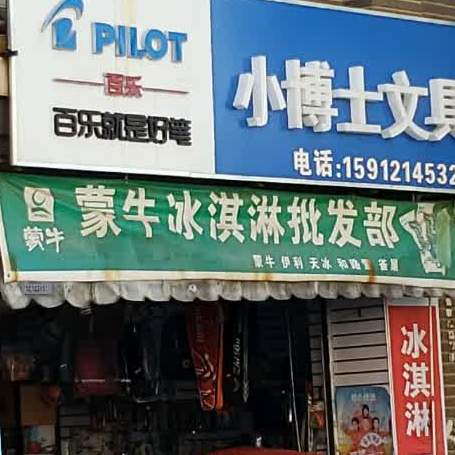 PILOT
百乐
百乐就是好笔
小博士文具
电话:1591214532
蒙牛
蒙牛冰淇淋批发部
蒙牛 伊利 天冰 和路雪
冰淇淋